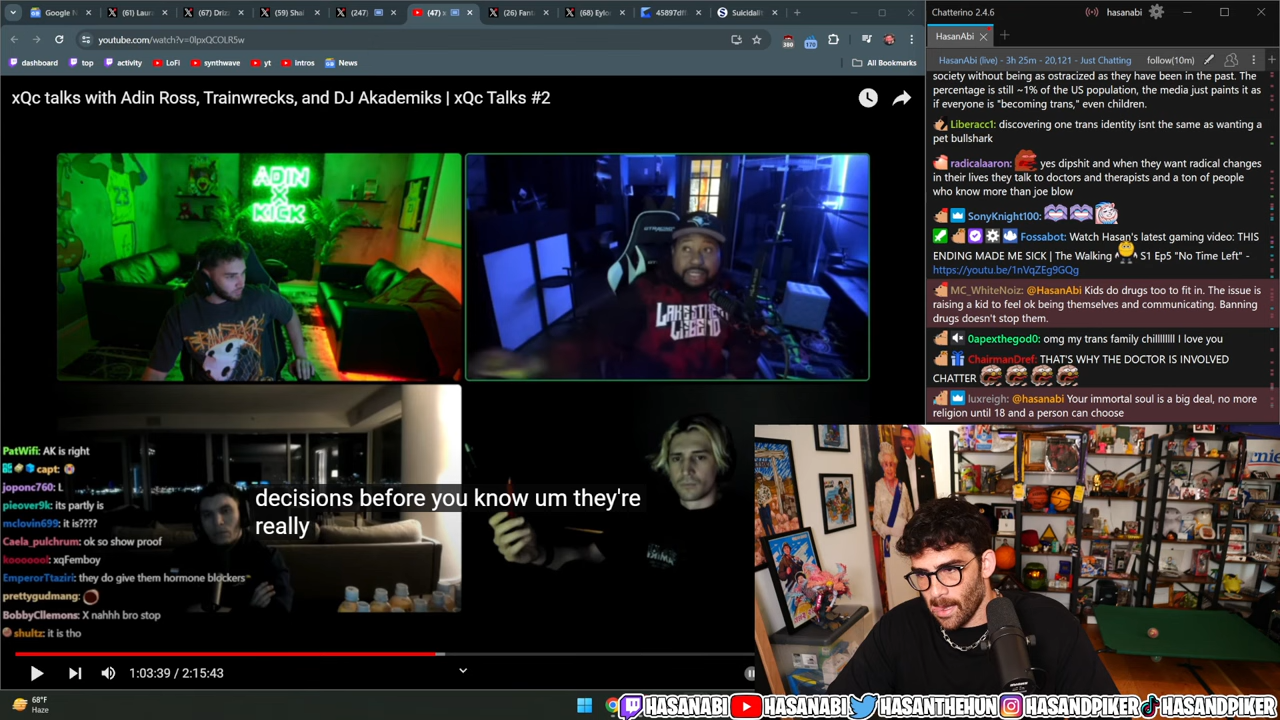 Google N
(61) Laura
(67) Drizz
(59) Shai
(247)
(47) x
(26) Fant
(68) Eylo
45897dff
Suicidal
youtube.com/watch?v=0lpxQCOLR5w
380
170
dashboard
top
activity
LoFi
synthwave
yt
intros
News
All Bookmarks
xQc talks with Adin Ross, Trainwrecks, and DJ Akademiks | xQc Talks #2
ADIN
X
KICK
LEGEND
PatWifi: AK is right
capt:
joponc760: L
pieover9k: its partly is
mclovin699: it is????
Caela_pulchrum: ok so show proof
kooooool: xqFemboy
EmperorTtaziri: they do give them hormone blockers
prettygudmang:
BobbyCllemons: X nahhh bro stop
shultz: it is tho
decisions before you know um they're
really
1:03:39 / 2:15:43
68°F
Haze
Chatterino 2.4.6
hasanabi
HasanAbi
HasanAbi (live) - 3h 25m - 20,121 - Just Chatting
follow(10m)
society without being as ostracized as they have been in the past. The
percentage is still ~1% of the US population, the media just paints it as
if everyone is "becoming trans," even children.
Liberacc1: discovering one trans identity isnt the same as wanting a
pet bullshark
radicalaaron: yes dipshit and when they want radical changes
in their lives they talk to doctors and therapists and a ton of people
who know more than joe blow
SonyKnight100:
Fossabot: Watch Hasan's latest gaming video: THIS
ENDING MADE ME SICK | The Walking S1 Ep5 "No Time Left" -
https://youtu.be/1nVqZEg9GQg
MC_WhiteNoiz: @HasanAbi Kids do drugs too to fit in. The issue is
raising a kid to feel ok being themselves and communicating. Banning
drugs doesn't stop them.
0apexthegod0: omg my trans family chillllllll I love you
ChairmanDref: THAT'S WHY THE DOCTOR IS INVOLVED
CHATTER
luxreigh: @hasanabi Your immortal soul is a big deal, no more
religion until 18 and a person can choose
HASANABI
HASANABI
HASANTHEHUN
HASANDPIKER
HASANDPIKER